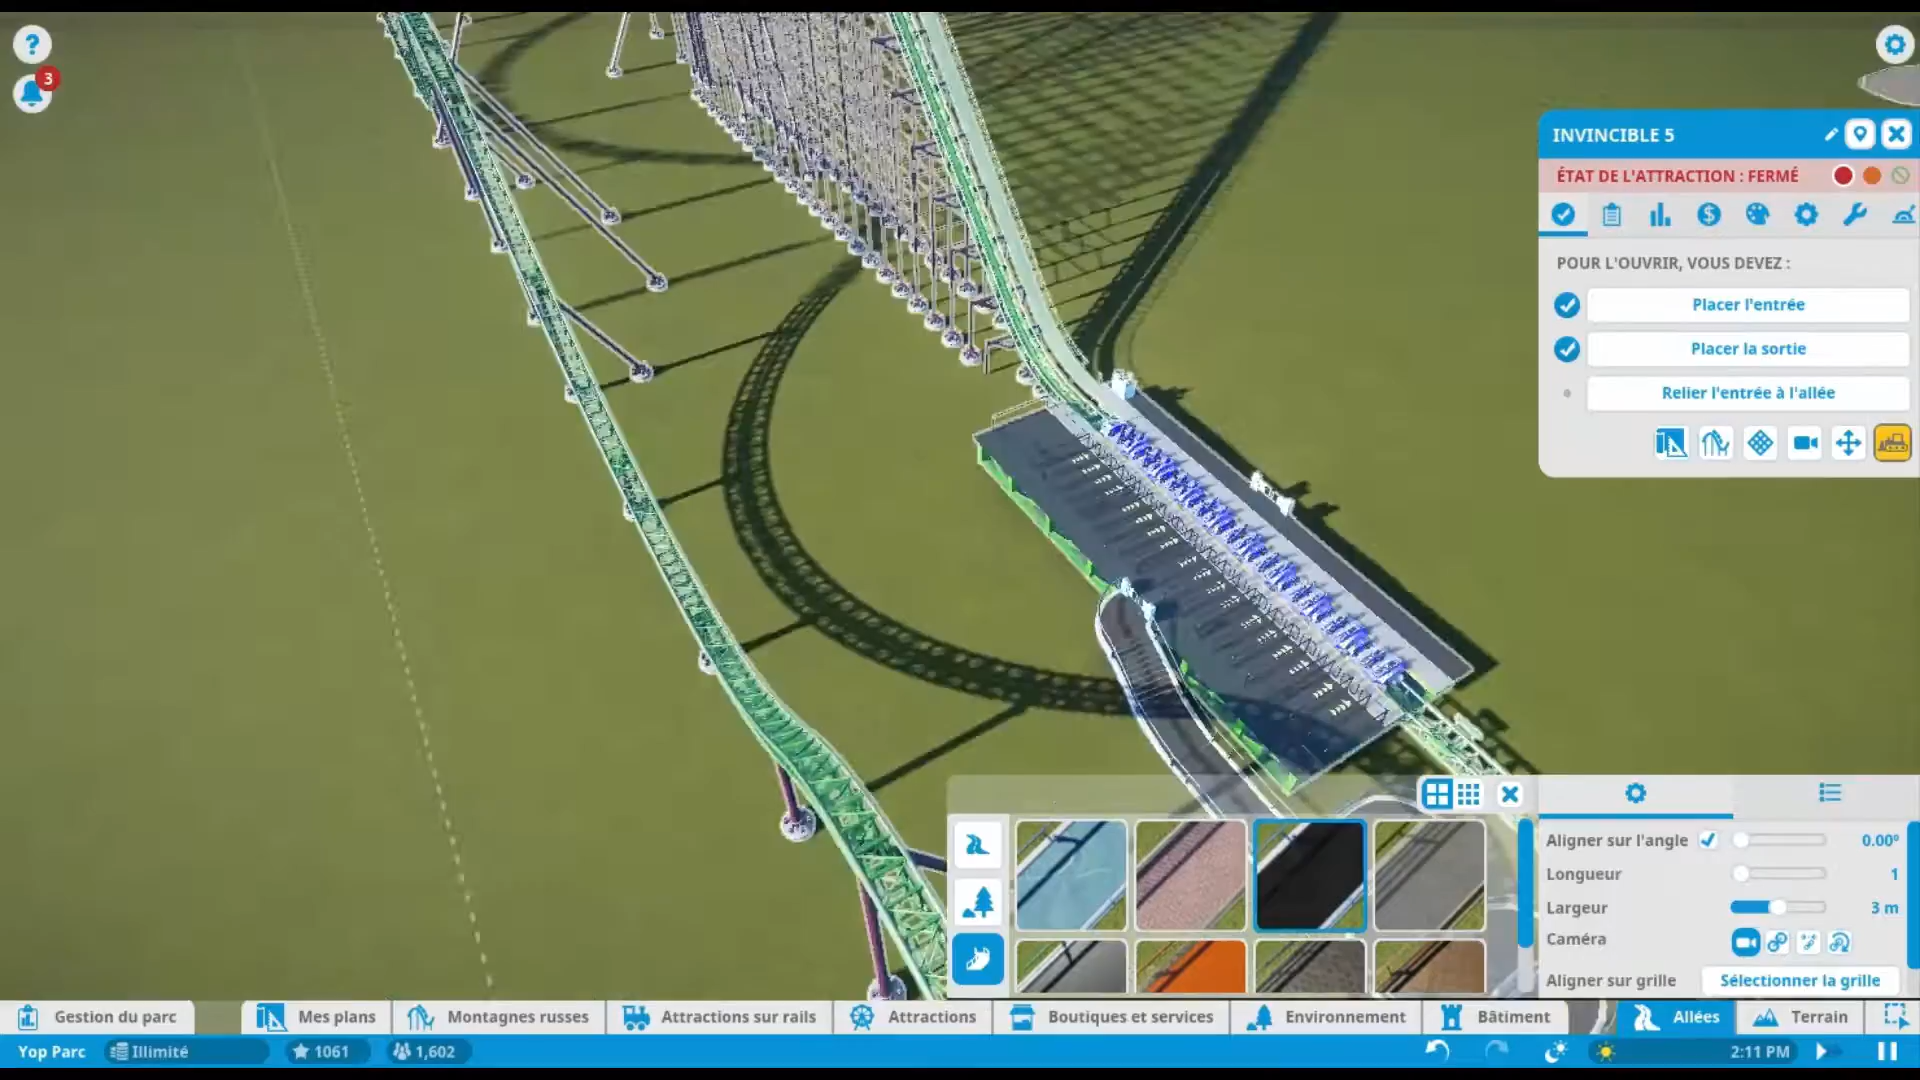 ?
3
INVINCIBLE 5
ÉTAT DE L'ATTRACTION : FERMÉ
POUR L'OUVRIR, VOUS DEVEZ :
Placer l'entrée
Placer la sortie
Relier l'entrée à l'allée
Aligner sur l'angle 0.00°
Longueur 1
Largeur 3 m
Caméra
Aligner sur grille Sélectionner la grille
Gestion du parc Mes plans Montagnes russes Attractions sur rails Attractions Boutiques et services Environnement Bâtiment Allées Terrain
Yop Parc Illimité 1061 1,602 2:11 PM